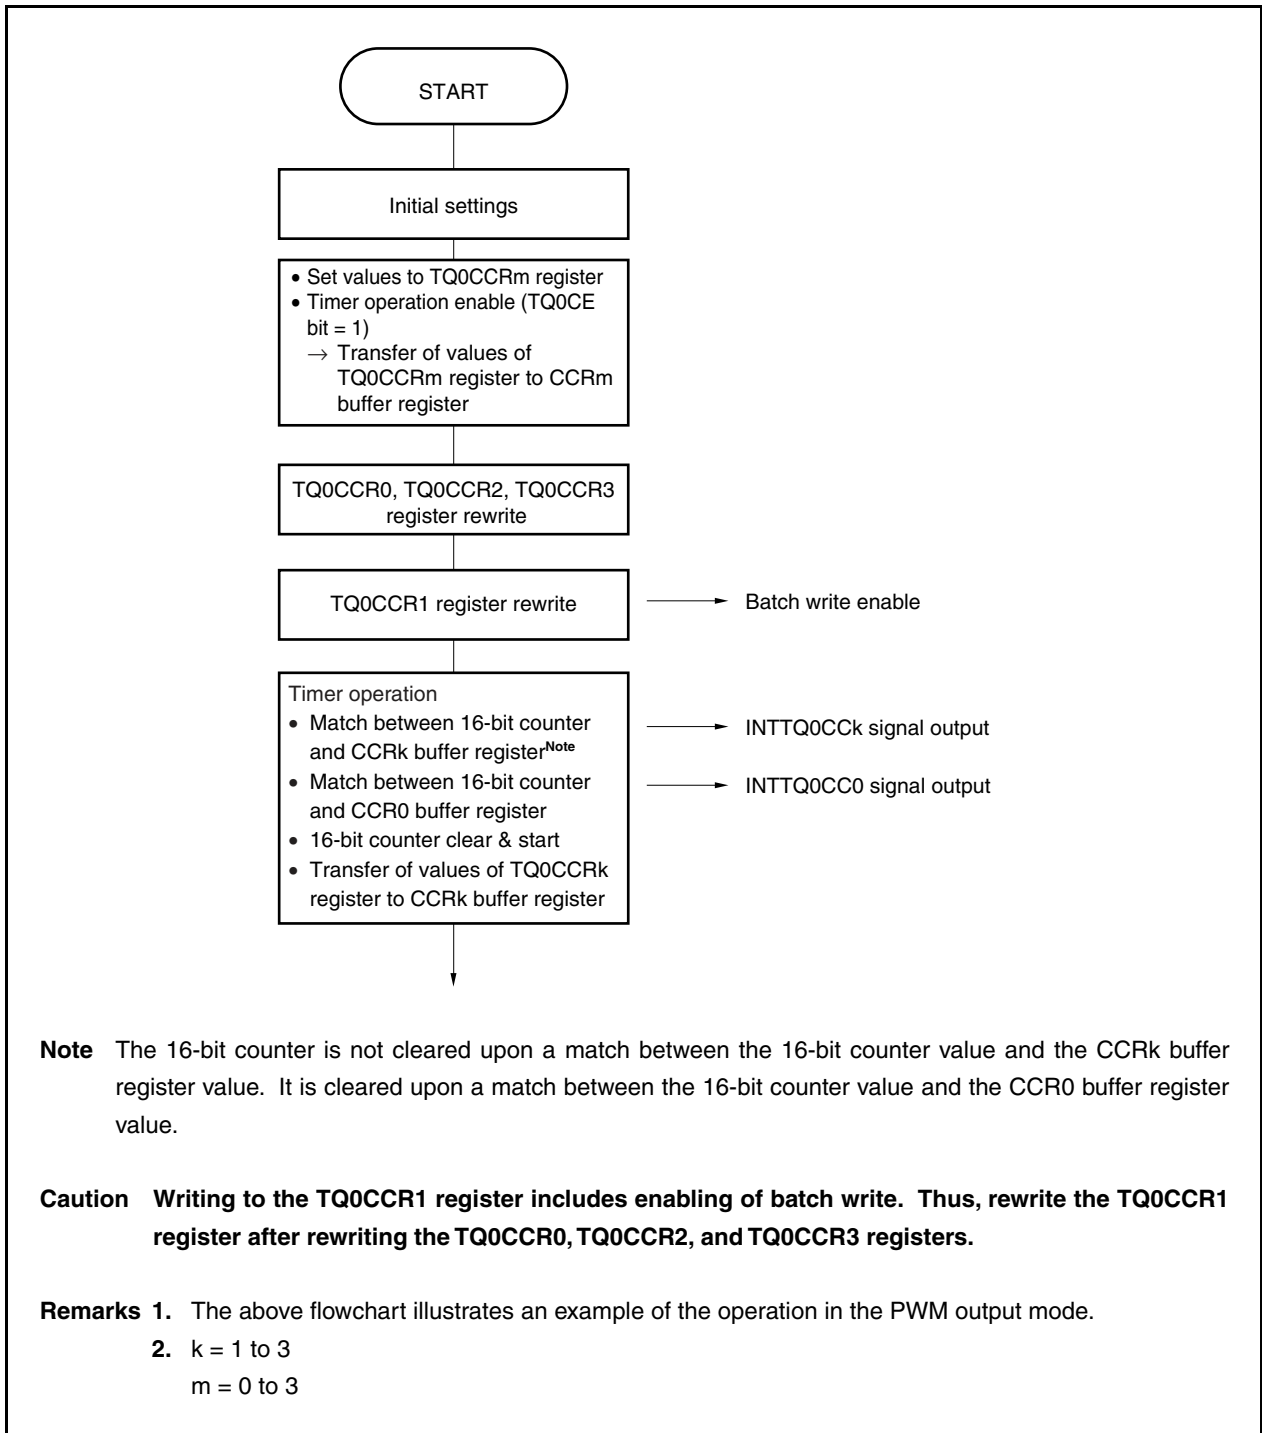 START
Initial settings
• Set values to TQ0CCRm register
• Timer operation enable (TQ0CE
bit = 1)
→ Transfer of values of
TQ0CCRm register to CCRm
buffer register
TQ0CCR0, TQ0CCR2, TQ0CCR3
register rewrite
TQ0CCR1 register rewrite
Batch write enable
Timer operation
• Match between 16-bit counter
and CCRk buffer registerNote
INTTQ0CCk signal output
• Match between 16-bit counter
and CCR0 buffer register
INTTQ0CC0 signal output
• 16-bit counter clear & start
• Transfer of values of TQ0CCRk
register to CCRk buffer register
Note The 16-bit counter is not cleared upon a match between the 16-bit counter value and the CCRk buffer
register value. It is cleared upon a match between the 16-bit counter value and the CCR0 buffer register
value.
Caution Writing to the TQ0CCR1 register includes enabling of batch write. Thus, rewrite the TQ0CCR1
register after rewriting the TQ0CCR0, TQ0CCR2, and TQ0CCR3 registers.
Remarks 1. The above flowchart illustrates an example of the operation in the PWM output mode.
2. k = 1 to 3
m = 0 to 3